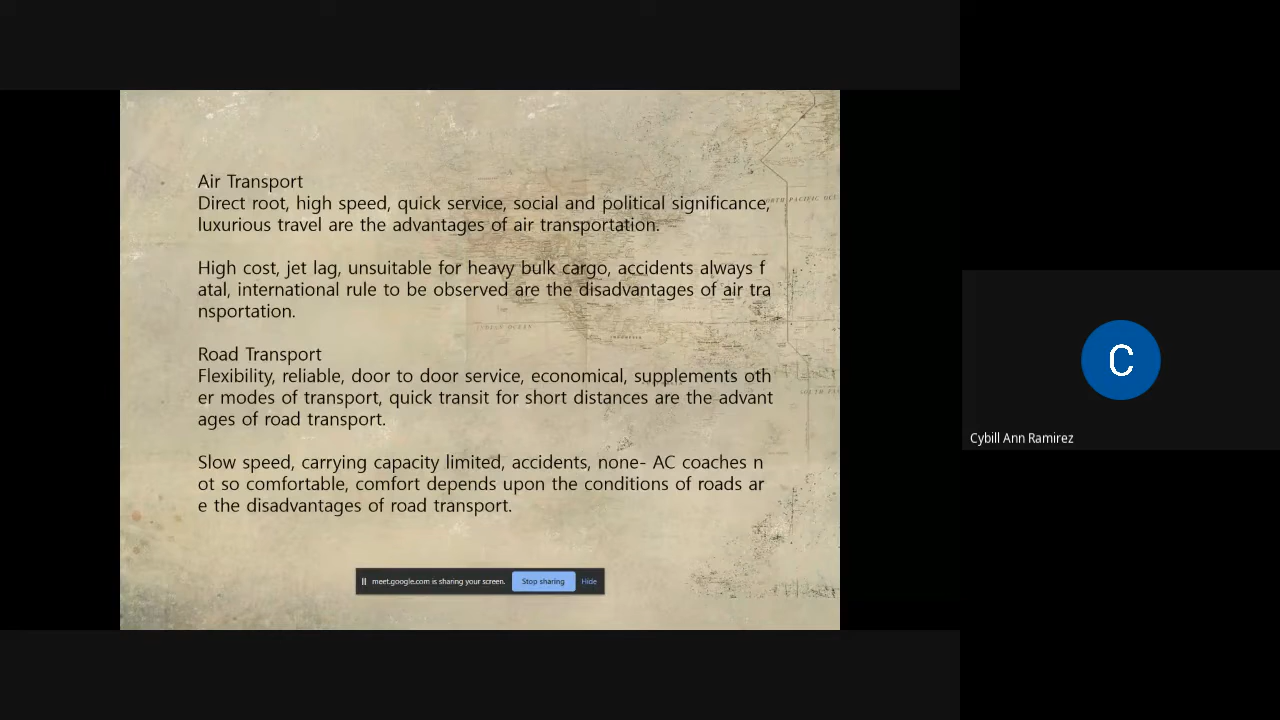 Air Transport
Direct root, high speed, quick service, social and political significance,
luxurious travel are the advantages of air transportation.
High cost, jet lag, unsuitable for heavy bulk cargo, accidents always f
atal, international rule to be observed are the disadvantages of air tra
nsportation.
Road Transport
Flexibility, reliable, door to door service, economical, supplements oth
er modes of transport, quick transit for short distances are the advant
ages of road transport.
Slow speed, carrying capacity limited, accidents, none- AC coaches n
ot so comfortable, comfort depends upon the conditions of roads ar
e the disadvantages of road transport.
meet.google.com is sharing your screen. Stop sharing Hide
INDIAN OCEAN
C
Cybill Ann Ramirez